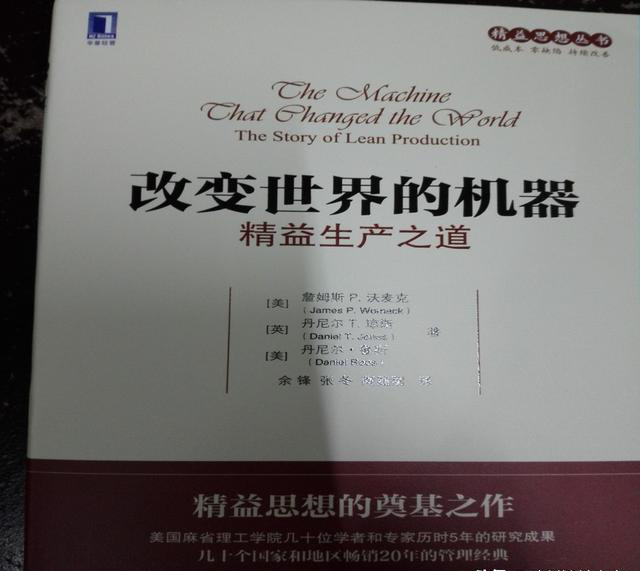 华章经管
精益思想丛书
低成本 零缺陷 持续改善
The Machine
That Changed the World
The Story of Lean Production
改变世界的机器
精益生产之道
[美] 詹姆斯 P. 沃麦克
(James P. Womack)
[英] 丹尼尔 T. 琼斯
(Daniel T. Jones) 著
[美] 丹尼尔·鲁斯
(Daniel Roos)
余锋 张冬 译
精益思想的奠基之作
美国麻省理工学院几十位学者和专家历时5年的研究成果
几十个国家和地区畅销20年的管理经典